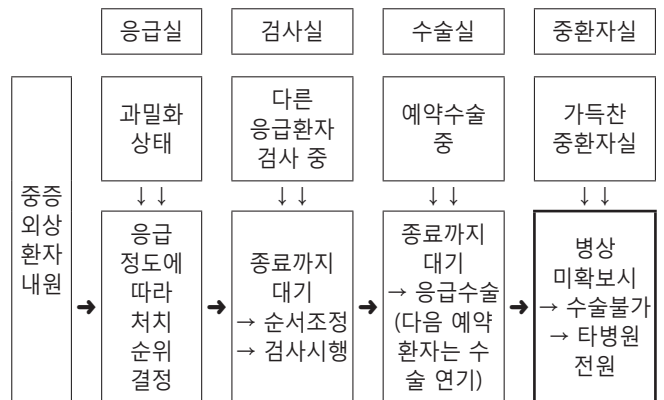 응급실
검사실
수술실
중환자실
중증
외상
환자
내원
과밀화
상태
다른
응급환자
검사 중
예약수술
중
가득찬
중환자실
↓↓
↓↓
↓↓
↓↓
➜
응급
정도에
따라
처치
순위
결정
➜
종료까지
대기
→ 순서조정
→ 검사시행
➜
종료까지
대기
→ 응급수술
(다음 예약
환자는 수
술 연기)
➜
병상
미확보시
→ 수술불가
→ 타병원
전원